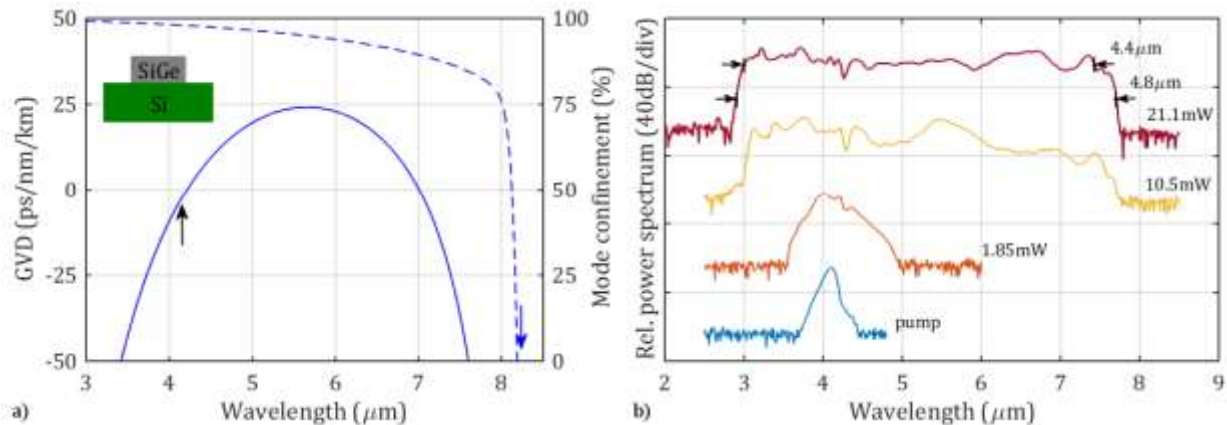 50
25
0
-25
-50
GVD (ps/nm/km)
SiGe
Si
100
75
50
25
0
Mode confinement (%)
3
4
5
6
7
8
Wavelength (μm)
a)
Rel. power spectrum (40dB/div)
4.4μm
4.8μm
21.1mW
10.5mW
1.85mW
pump
2
3
4
5
6
7
8
9
Wavelength (μm)
b)